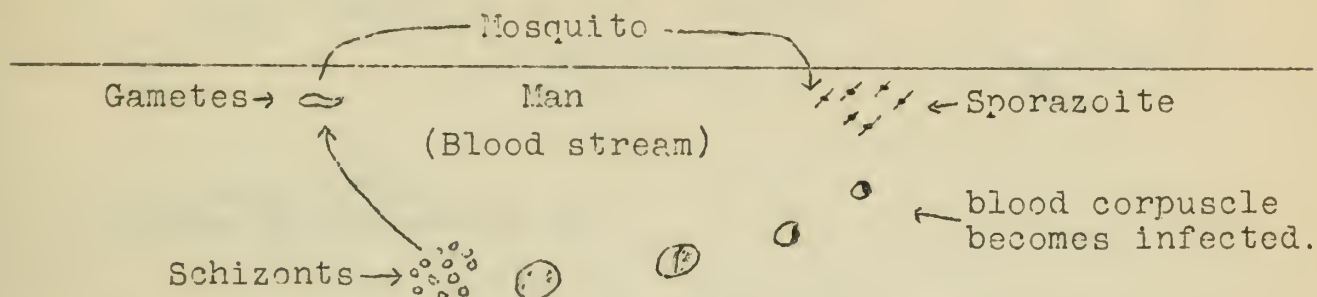 Mosquito
Gametes→ Man ←Sporazoite
(Blood stream)
blood corpuscle
←becomes infected.
Schizonts→